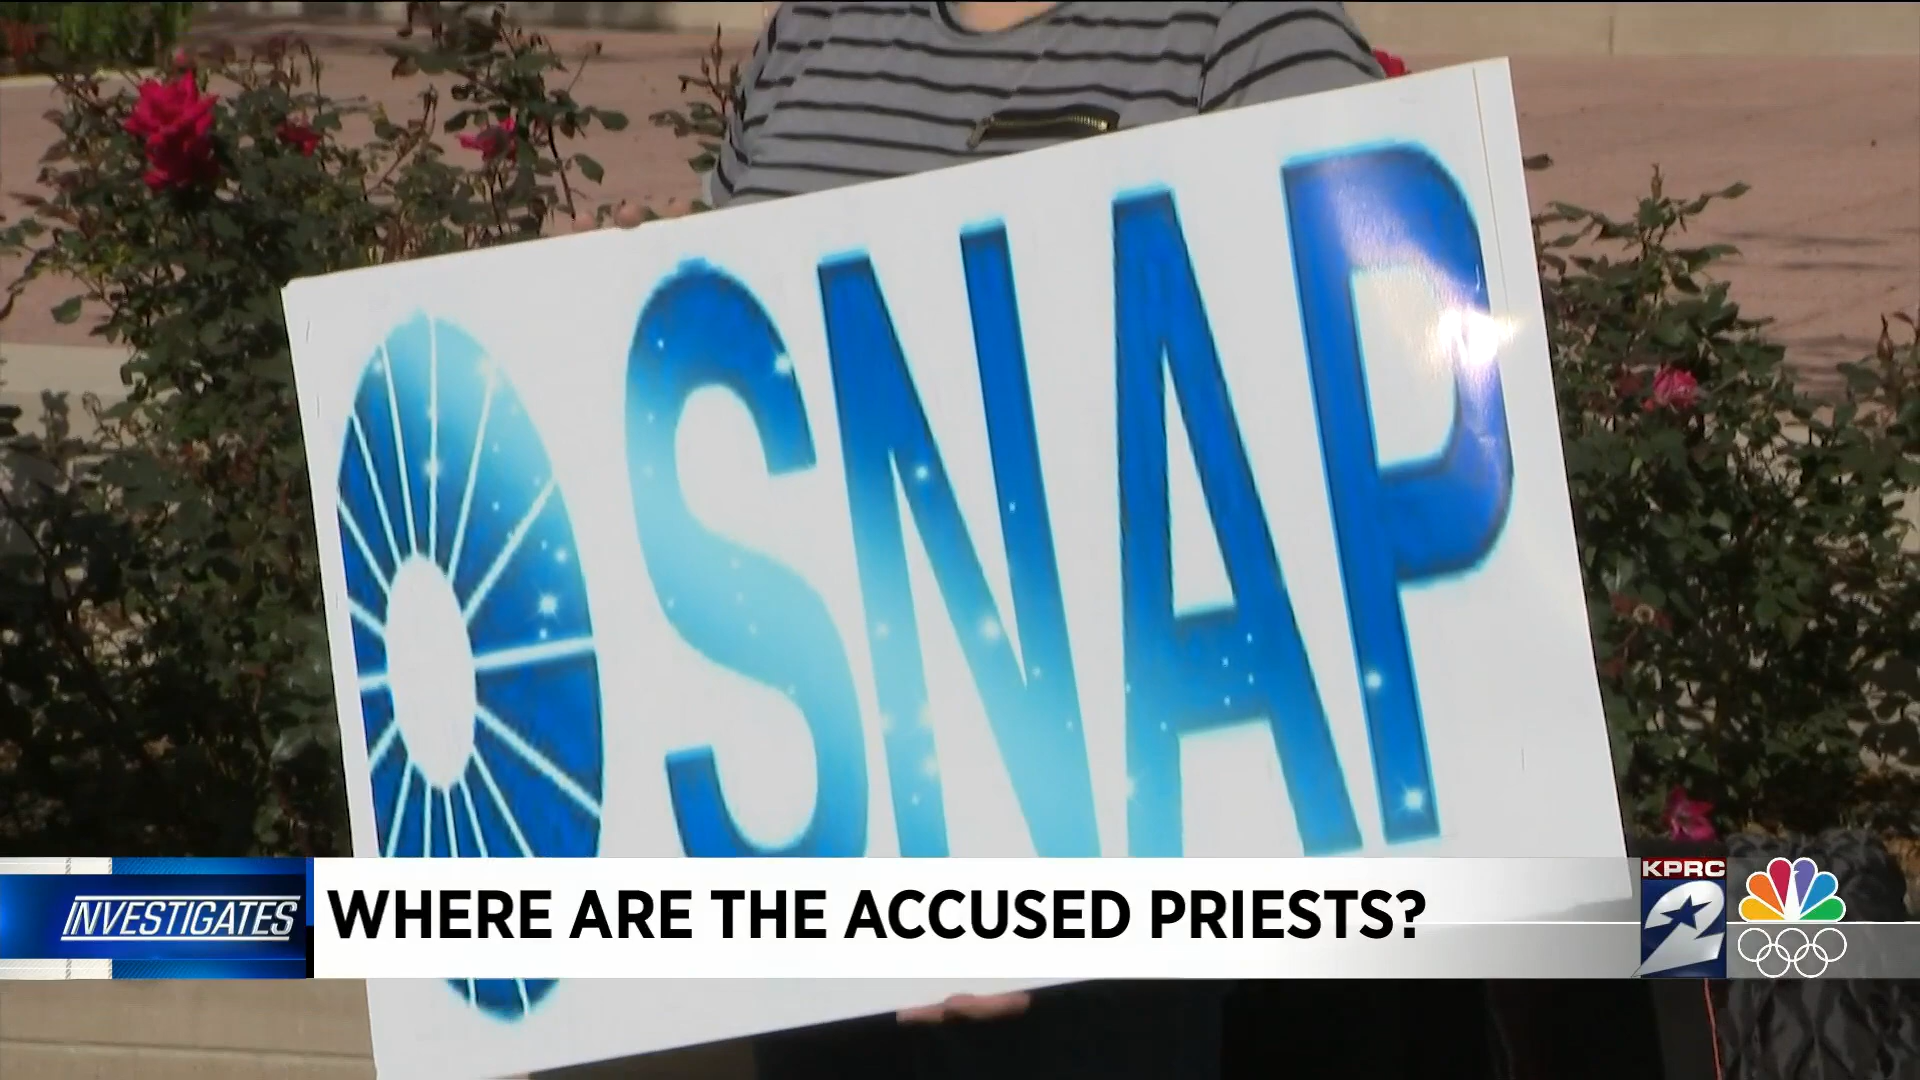 SNAP
INVESTIGATES
WHERE ARE THE ACCUSED PRIESTS?
KPRC
2